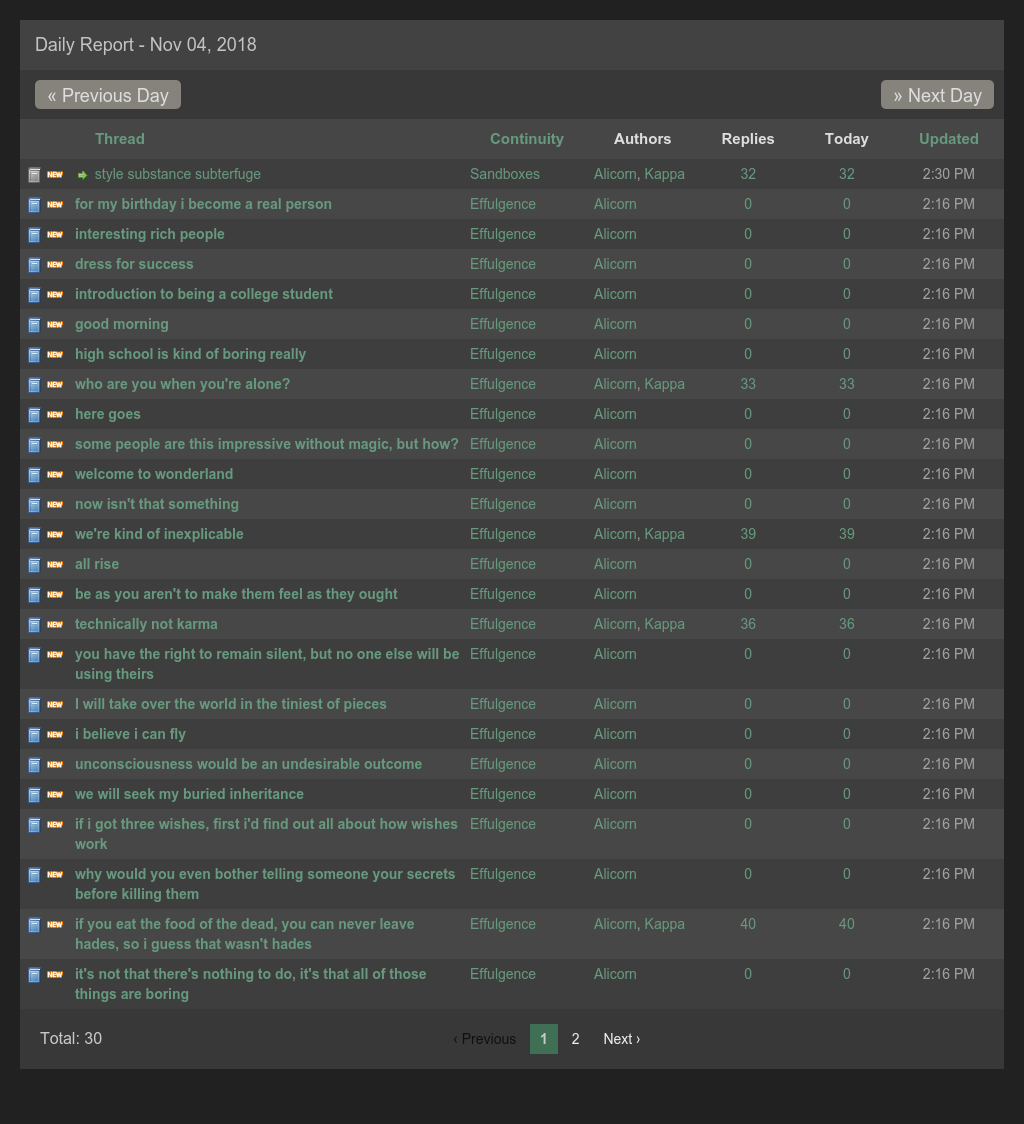 Daily Report - Nov 04, 2018
« Previous Day » Next Day
Thread Continuity Authors Replies Today Updated
NEW style substance subterfuge Sandboxes Alicorn, Kappa 32 32 2:30 PM
NEW for my birthday i become a real person Effulgence Alicorn 0 0 2:16 PM
NEW interesting rich people Effulgence Alicorn 0 0 2:16 PM
NEW dress for success Effulgence Alicorn 0 0 2:16 PM
NEW introduction to being a college student Effulgence Alicorn 0 0 2:16 PM
NEW good morning Effulgence Alicorn 0 0 2:16 PM
NEW high school is kind of boring really Effulgence Alicorn 0 0 2:16 PM
NEW who are you when you're alone? Effulgence Alicorn, Kappa 33 33 2:16 PM
NEW here goes Effulgence Alicorn 0 0 2:16 PM
NEW some people are this impressive without magic, but how? Effulgence Alicorn 0 0 2:16 PM
NEW welcome to wonderland Effulgence Alicorn 0 0 2:16 PM
NEW now isn't that something Effulgence Alicorn 0 0 2:16 PM
NEW we're kind of inexplicable Effulgence Alicorn, Kappa 39 39 2:16 PM
NEW all rise Effulgence Alicorn 0 0 2:16 PM
NEW be as you aren't to make them feel as they ought Effulgence Alicorn 0 0 2:16 PM
NEW technically not karma Effulgence Alicorn, Kappa 36 36 2:16 PM
NEW you have the right to remain silent, but no one else will be Effulgence Alicorn 0 0 2:16 PM
using theirs
NEW I will take over the world in the tiniest of pieces Effulgence Alicorn 0 0 2:16 PM
NEW i believe i can fly Effulgence Alicorn 0 0 2:16 PM
NEW unconsciousness would be an undesirable outcome Effulgence Alicorn 0 0 2:16 PM
NEW we will seek my buried inheritance Effulgence Alicorn 0 0 2:16 PM
NEW if i got three wishes, first i'd find out all about how wishes Effulgence Alicorn 0 0 2:16 PM
work
NEW why would you even bother telling someone your secrets Effulgence Alicorn 0 0 2:16 PM
before killing them
NEW if you eat the food of the dead, you can never leave Effulgence Alicorn, Kappa 40 40 2:16 PM
hades, so i guess that wasn't hades
NEW it's not that there's nothing to do, it's that all of those Effulgence Alicorn 0 0 2:16 PM
things are boring
Total: 30 ‹ Previous 1 2 Next ›